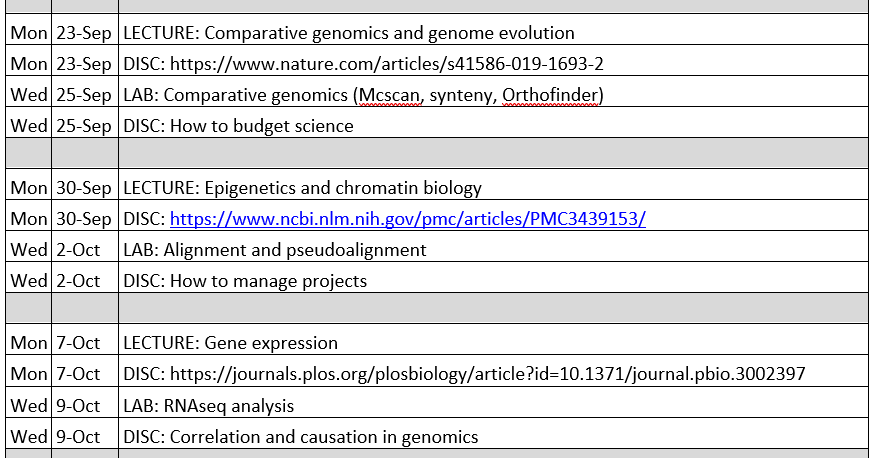 Mon 23-Sep LECTURE: Comparative genomics and genome evolution
Mon 23-Sep DISC: https://www.nature.com/articles/s41586-019-1693-2
Wed 25-Sep LAB: Comparative genomics (Mcscan, synteny, Orthofinder)
Wed 25-Sep DISC: How to budget science
Mon 30-Sep LECTURE: Epigenetics and chromatin biology
Mon 30-Sep DISC: https://www.ncbi.nlm.nih.gov/pmc/articles/PMC3439153/
Wed 2-Oct LAB: Alignment and pseudoalignment
Wed 2-Oct DISC: How to manage projects
Mon 7-Oct LECTURE: Gene expression
Mon 7-Oct DISC: https://journals.plos.org/plosbiology/article?id=10.1371/journal.pbio.3002397
Wed 9-Oct LAB: RNAseq analysis
Wed 9-Oct DISC: Correlation and causation in genomics